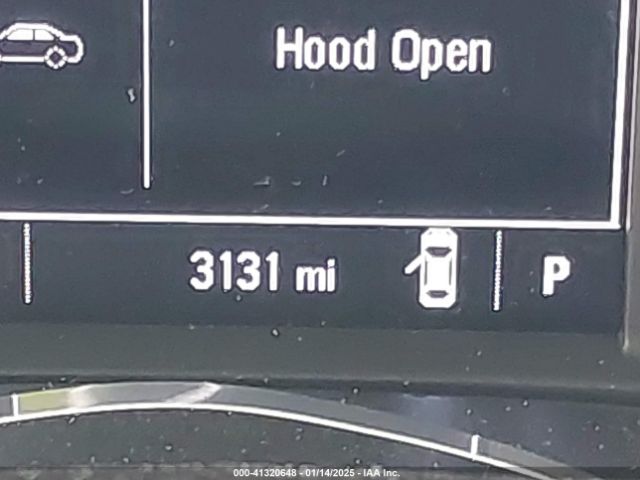 Hood Open
3131 mi
P
000-41320648 - 01/14/2025 - IAA Inc.